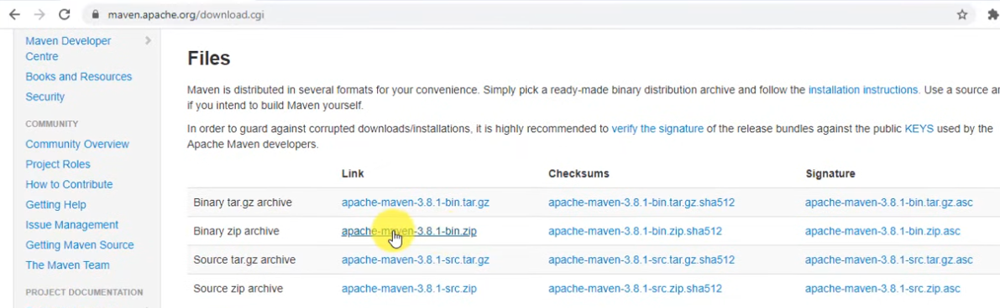 maven.apache.org/download.cgi
Maven Developer
Centre
Books and Resources
Security
COMMUNITY
Community Overview
Project Roles
How to Contribute
Getting Help
Issue Management
Getting Maven Source
The Maven Team
PROJECT DOCUMENTATION
Files
Maven is distributed in several formats for your convenience. Simply pick a ready-made binary distribution archive and follow the installation instructions. Use a source
if you intend to build Maven yourself.
In order to guard against corrupted downloads/installations, it is highly recommended to verify the signature of the release bundles against the public KEYS used by the
Apache Maven developers.
Link Checksums Signature
Binary tar.gz archive apache-maven-3.8.1-bin.tar.gz apache-maven-3.8.1-bin.tar.gz.sha512 apache-maven-3.8.1-bin.tar.gz.asc
Binary zip archive apache-maven-3.8.1-bin.zip apache-maven-3.8.1-bin.zip.sha512 apache-maven-3.8.1-bin.zip.asc
Source tar.gz archive apache-maven-3.8.1-src.tar.gz apache-maven-3.8.1-src.tar.gz.sha512 apache-maven-3.8.1-src.tar.gz.asc
Source zip archive apache-maven-3.8.1-src.zip apache-maven-3.8.1-src.zip.sha512 apache-maven-3.8.1-src.zip.asc